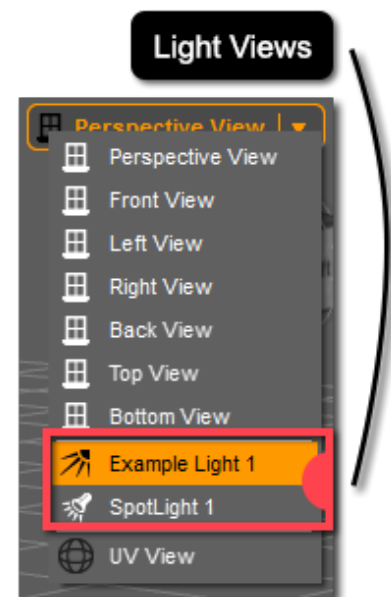 Light Views
Perspective View
Perspective View
Front View
Left View
Right View
Back View
Top View
Bottom View
Example Light 1
SpotLight 1
UV View